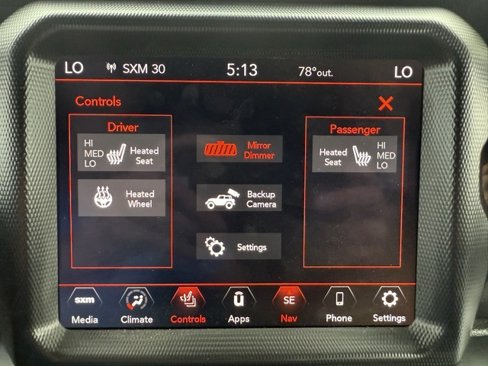 LO SXM 30 5:13 78°out. LO
Controls
Driver
HI
MED
LO
Heated
Seat
Heated
Wheel
Mirror
Dimmer
Backup
Camera
Settings
Passenger
Heated
Seat
HI
MED
LO
sxm
Media
Climate
Controls
ū
Apps
SE
Nav
Phone
Settings